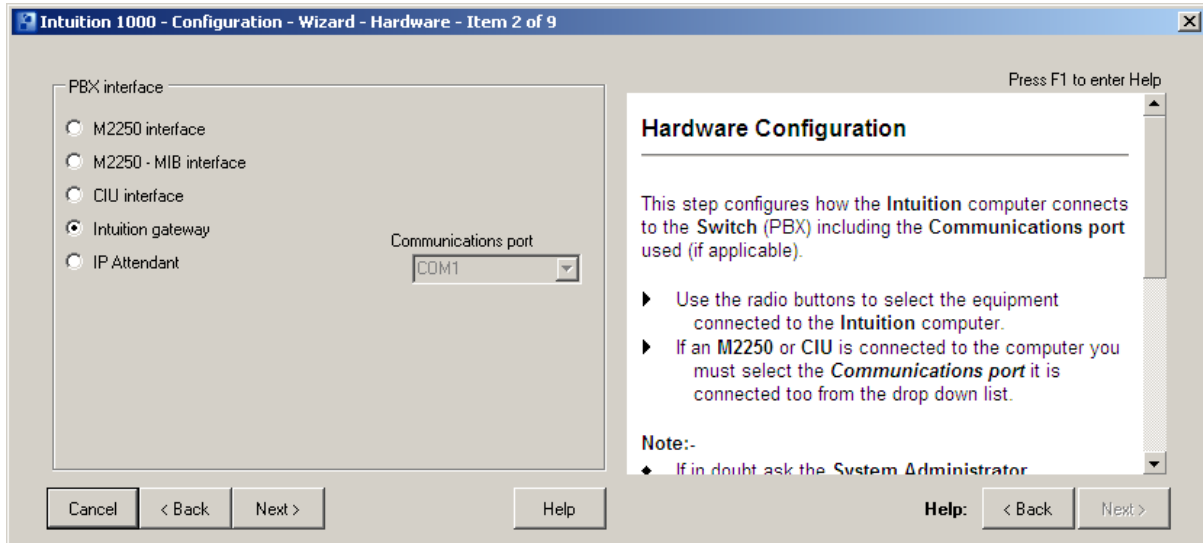 Intuition 1000 - Configuration - Wizard - Hardware - Item 2 of 9
PBX interface
M2250 interface
M2250 - MIB interface
CIU interface
Intuition gateway
IP Attendant
Communications port
COM1
Press F1 to enter Help
Hardware Configuration
This step configures how the Intuition computer connects
to the Switch (PBX) including the Communications port
used (if applicable).
Use the radio buttons to select the equipment
connected to the Intuition computer.
If an M2250 or CIU is connected to the computer you
must select the Communications port it is
connected too from the drop down list.
Note:-
If in doubt ask the System Administrator
Cancel
< Back
Next >
Help
Help:
< Back
Next >